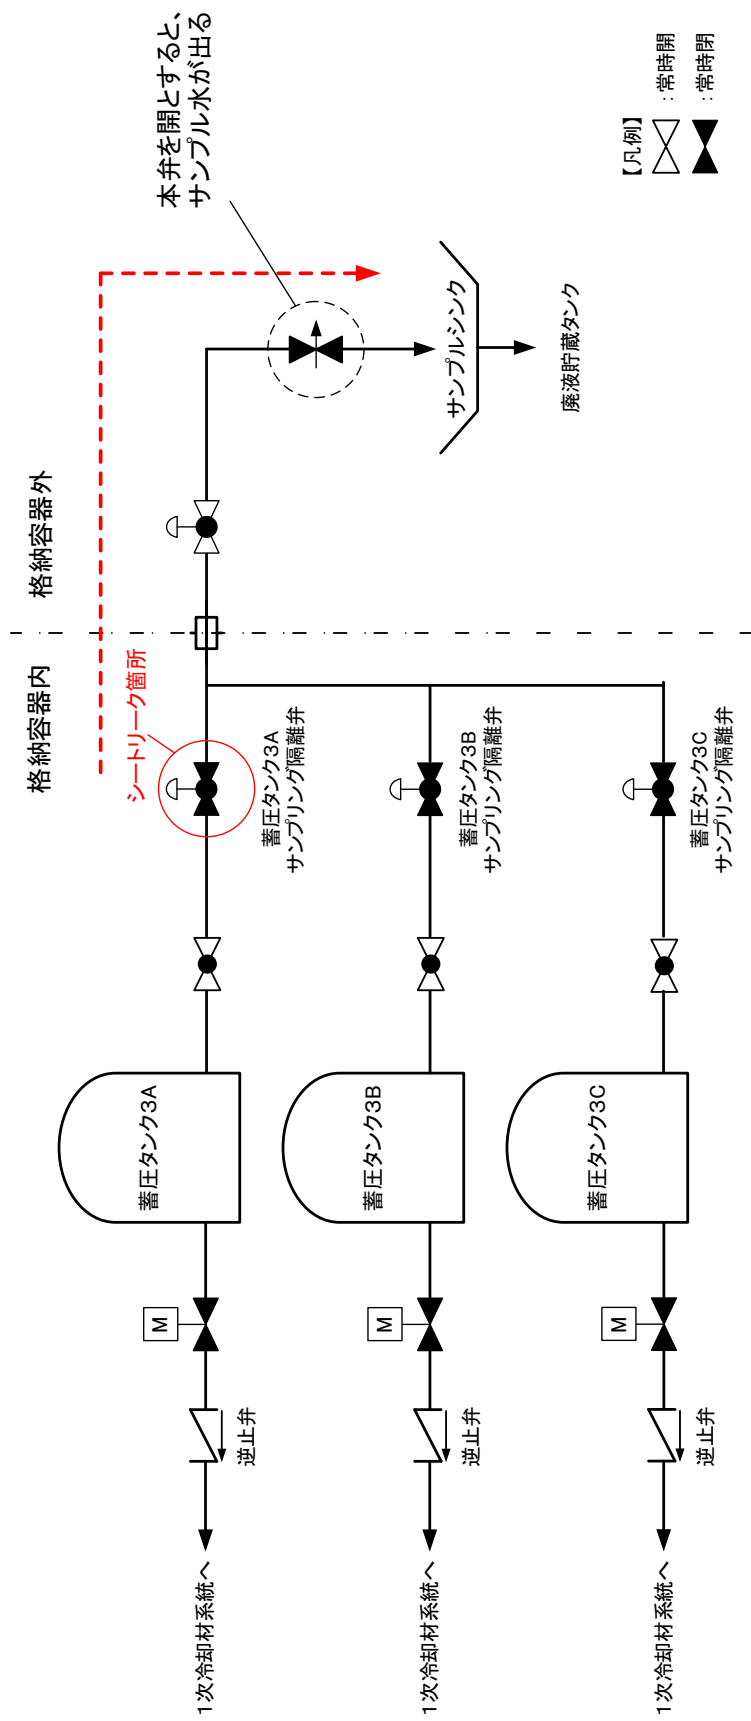 格納容器内
格納容器外
本弁を開とすると、
サンプル水が出る
シートリーク箇所
蓄圧タンク3A
サンプリング隔離弁
蓄圧タンク3A
M
逆止弁
1次冷却材系統へ
サンプルシンク
廃液貯蔵タンク
蓄圧タンク3B
サンプリング隔離弁
蓄圧タンク3B
M
逆止弁
1次冷却材系統へ
蓄圧タンク3C
サンプリング隔離弁
蓄圧タンク3C
M
逆止弁
1次冷却材系統へ
【凡例】
：常時開
：常時閉